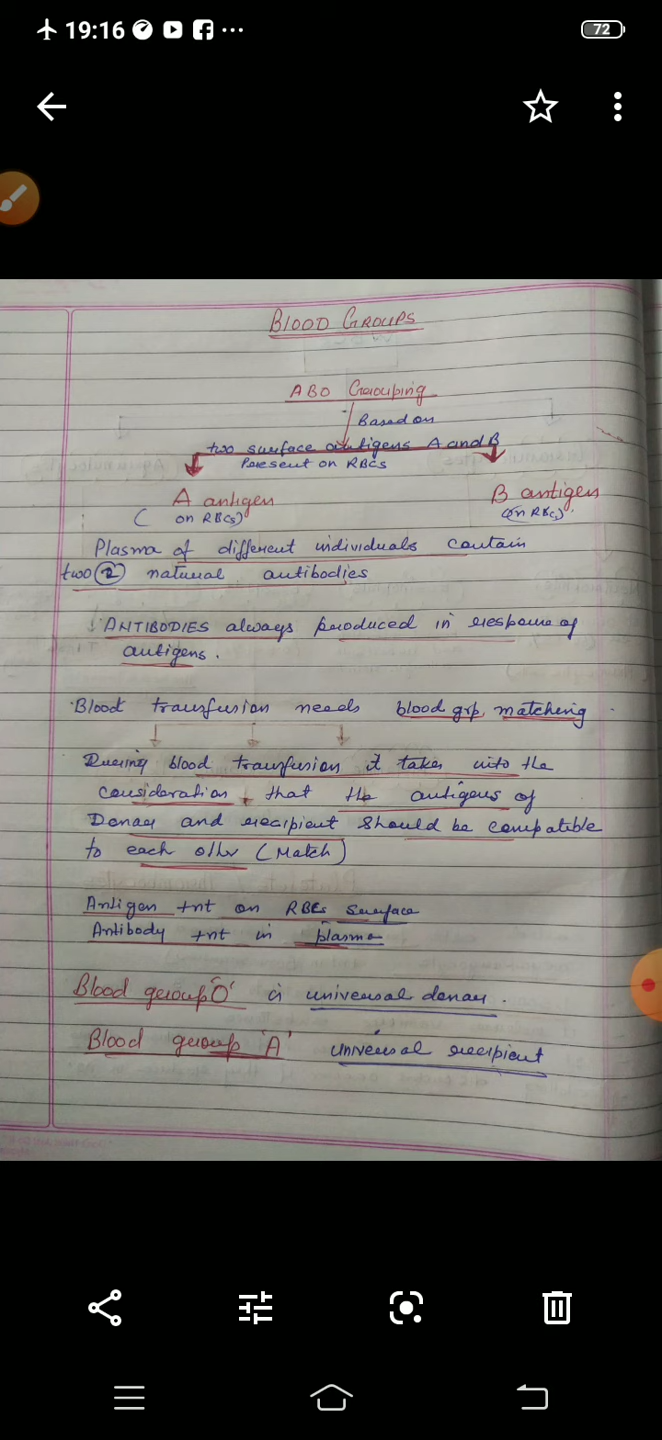 19:16
72
BLOOD GROUPS
ABO Grouping
Based on
two surface antigens A and B
Present on RBCs
A antigen
B antigen
( on RBCs)
(on RBCs)
Plasma of different individuals contain
two (2) natural antibodies
ANTIBODIES always produced in response of
antigens.
Blood transfusion needs blood grp matching
During blood transfusion it takes into the
consideration that the antigens of
Donar and recipient should be compatible
to each other (Match)
Antigen +nt on RBCs Surface
Antibody +nt in plasma
Blood group 'O' is universal donar.
Blood group 'A' universal recipient